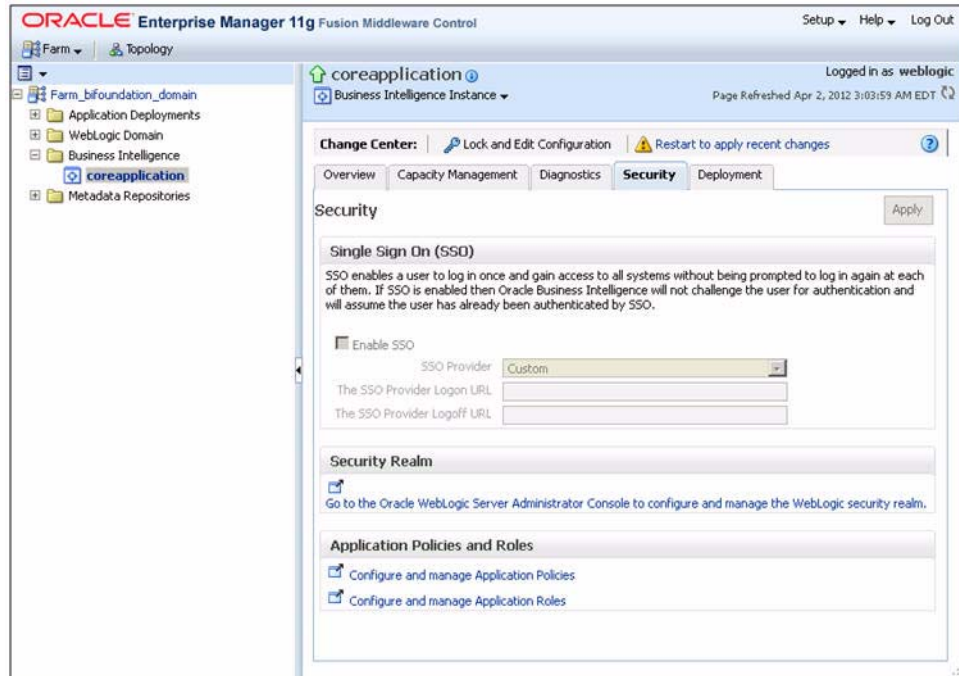 ORACLE Enterprise Manager 11g Fusion Middleware Control
Setup Help Log Out
Farm Topology
Farm_bifoundation_domain
Application Deployments
WebLogic Domain
Business Intelligence
coreapplication
Metadata Repositories
coreapplication
Logged in as weblogic
Business Intelligence Instance
Page Refreshed Apr 2, 2012 3:03:59 AM EDT
Change Center: Lock and Edit Configuration Restart to apply recent changes
Overview Capacity Management Diagnostics Security Deployment
Security
Apply
Single Sign On (SSO)
SSO enables a user to log in once and gain access to all systems without being prompted to log in again at each
of them. If SSO is enabled then Oracle Business Intelligence will not challenge the user for authentication and
will assume the user has already been authenticated by SSO.
Enable SSO
SSO Provider Custom
The SSO Provider Logon URL
The SSO Provider Logoff URL
Security Realm
Go to the Oracle WebLogic Server Administrator Console to configure and manage the WebLogic security realm.
Application Policies and Roles
Configure and manage Application Policies
Configure and manage Application Roles